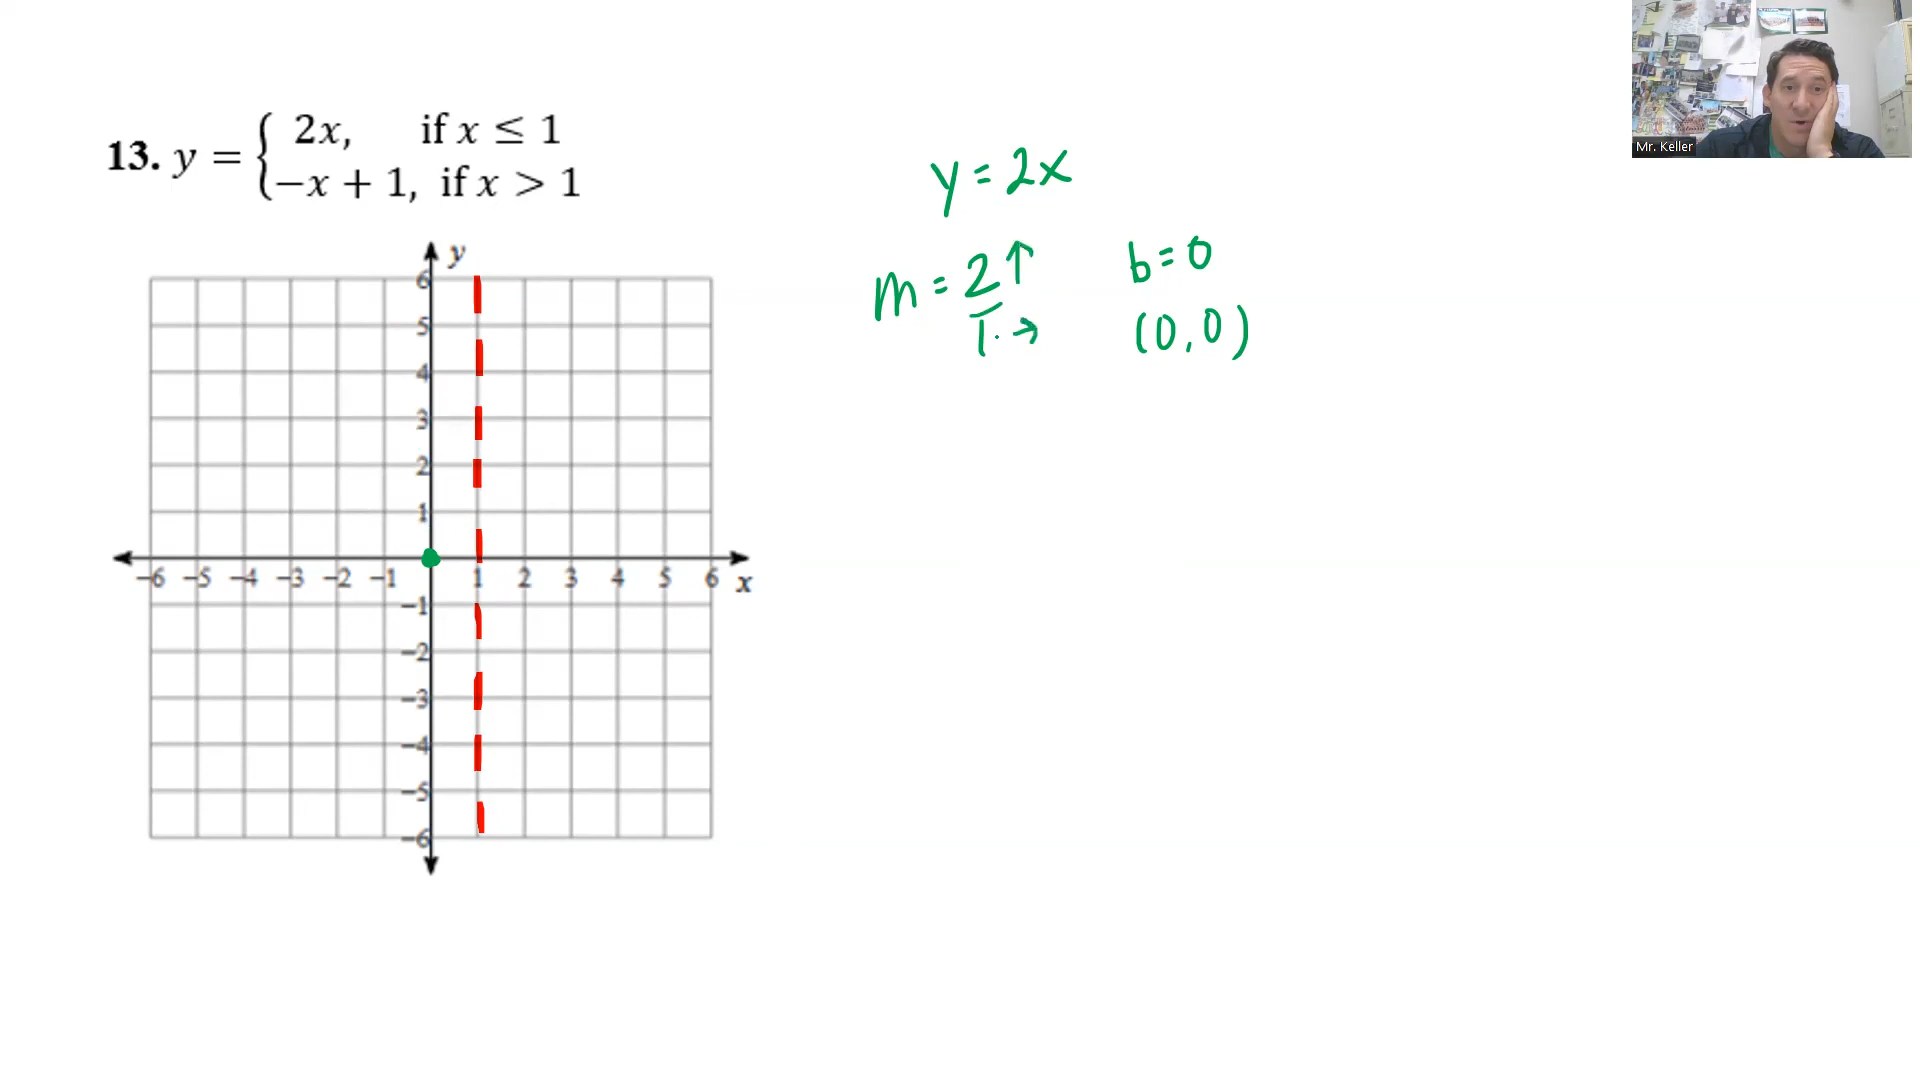 13. y = { 2x, if x ≤ 1
−x + 1, if x > 1
y = 2x
m = 2↑
1 →
b = 0
(0,0)
y
6
5
4
3
2
1
−6 −5 −4 −3 −2 −1 1 2 3 4 5 6 x
−1
−2
−3
−4
−5
−6
Mr. Keller